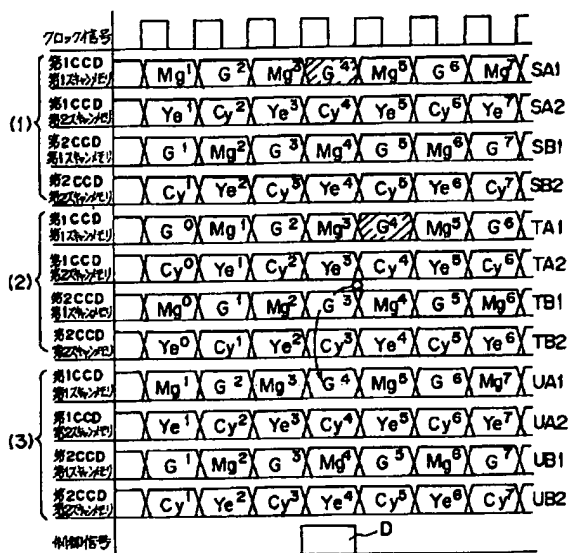 クロック信号
(1)
第1CCD
第1スキャンメモリ
Mg¹ G² Mg³ G⁴ Mg⁵ G⁶ Mg⁷ SA1
第1CCD
第2スキャンメモリ
Ye¹ Cy² Ye³ Cy⁴ Ye⁵ Cy⁶ Ye⁷ SA2
第2CCD
第1スキャンメモリ
G¹ Mg² G³ Mg⁴ G⁵ Mg⁶ G⁷ SB1
第2CCD
第2スキャンメモリ
Cy¹ Ye² Cy³ Ye⁴ Cy⁵ Ye⁶ Cy⁷ SB2
(2)
第1CCD
第1スキャンメモリ
G⁰ Mg¹ G² Mg³ G⁴ Mg⁵ G⁶ TA1
第1CCD
第2スキャンメモリ
Cy⁰ Ye¹ Cy² Ye³ Cy⁴ Ye⁵ Cy⁶ TA2
第2CCD
第1スキャンメモリ
Mg⁰ G¹ Mg² G³ Mg⁴ G⁵ Mg⁶ TB1
第2CCD
第2スキャンメモリ
Ye⁰ Cy¹ Ye² Cy³ Ye⁴ Cy⁵ Ye⁶ TB2
(3)
第1CCD
第1スキャンメモリ
Mg¹ G² Mg³ G⁴ Mg⁵ G⁶ Mg⁷ UA1
第1CCD
第2スキャンメモリ
Ye¹ Cy² Ye³ Cy⁴ Ye⁵ Cy⁶ Ye⁷ UA2
第2CCD
第1スキャンメモリ
G¹ Mg² G³ Mg⁴ G⁵ Mg⁶ G⁷ UB1
第2CCD
第2スキャンメモリ
Cy¹ Ye² Cy³ Ye⁴ Cy⁵ Ye⁶ Cy⁷ UB2
制御信号
D